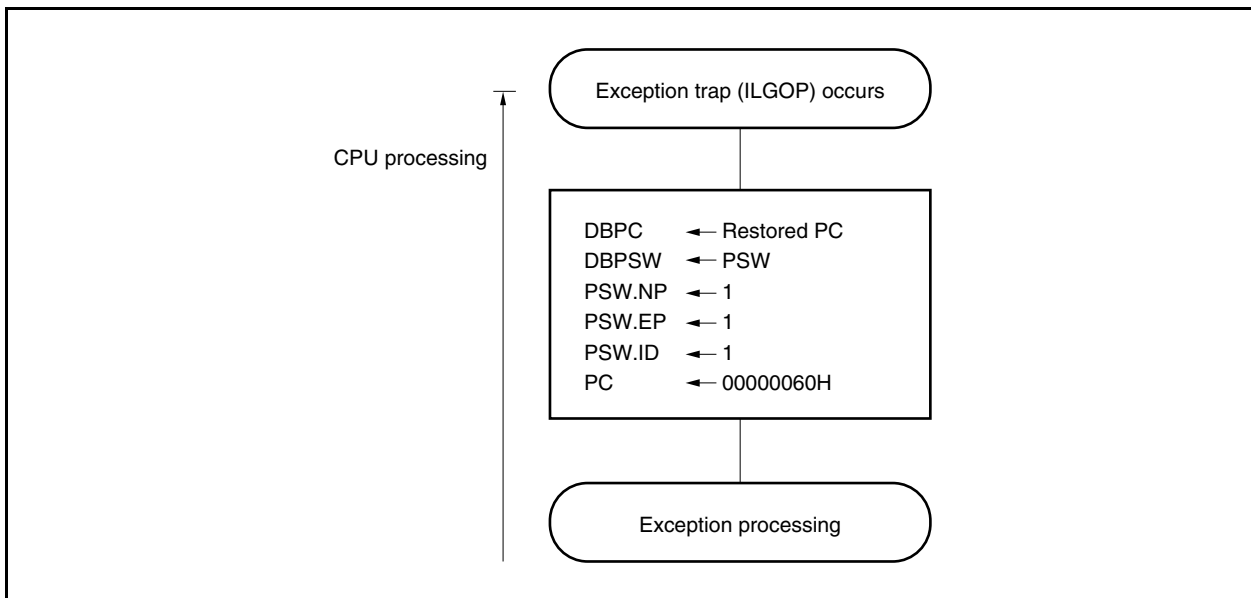 Exception trap (ILGOP) occurs
CPU processing
DBPC ← Restored PC
DBPSW ← PSW
PSW.NP ← 1
PSW.EP ← 1
PSW.ID ← 1
PC ← 00000060H
Exception processing